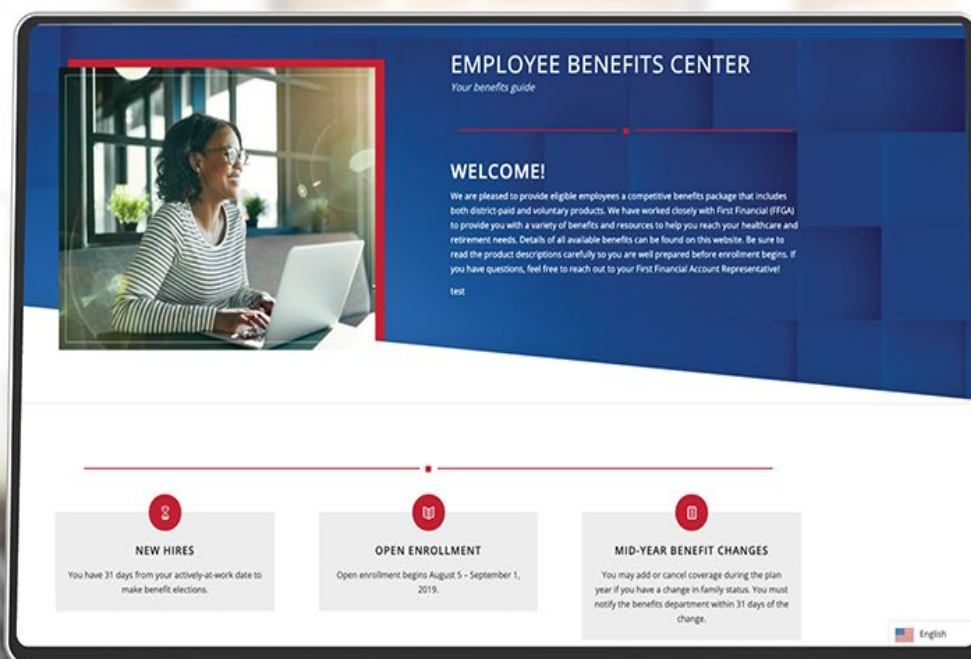 EMPLOYEE BENEFITS CENTER
Your benefits guide
WELCOME!
We are pleased to provide eligible employees a competitive benefits package that includes
both district-paid and voluntary products. We have worked closely with First Financial (FFGA)
to provide you with a variety of benefits and resources to help you reach your healthcare and
retirement needs. Details of all available benefits can be found on this website. Be sure to
read the product descriptions carefully so you are well prepared before enrollment begins. If
you have questions, feel free to reach out to your First Financial Account Representative!
test
NEW HIRES
You have 31 days from your actively-at-work date to
make benefit elections.
OPEN ENROLLMENT
Open enrollment begins August 5 – September 1,
2019.
MID-YEAR BENEFIT CHANGES
You may add or cancel coverage during the plan
year if you have a change in family status. You must
notify the benefits department within 31 days of the
change.
English